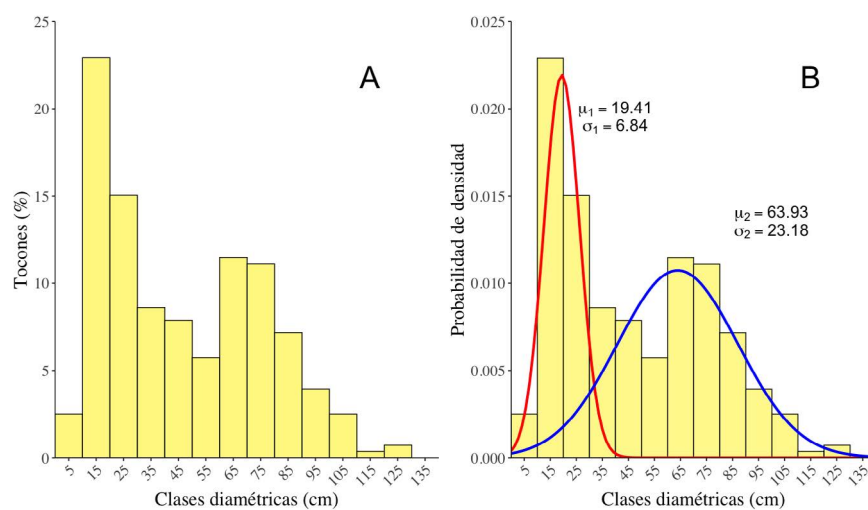 A
Tocones (%)
25
20
15
10
5
0
5 15 25 35 45 55 65 75 85 95 105 115 125 135
Clases diamétricas (cm)
B
Probabilidad de densidad
0.025
0.020
0.015
0.010
0.005
0.000
μ1 = 19.41
σ1 = 6.84
μ2 = 63.93
σ2 = 23.18
5 15 25 35 45 55 65 75 85 95 105 115 125 135
Clases diamétricas (cm)